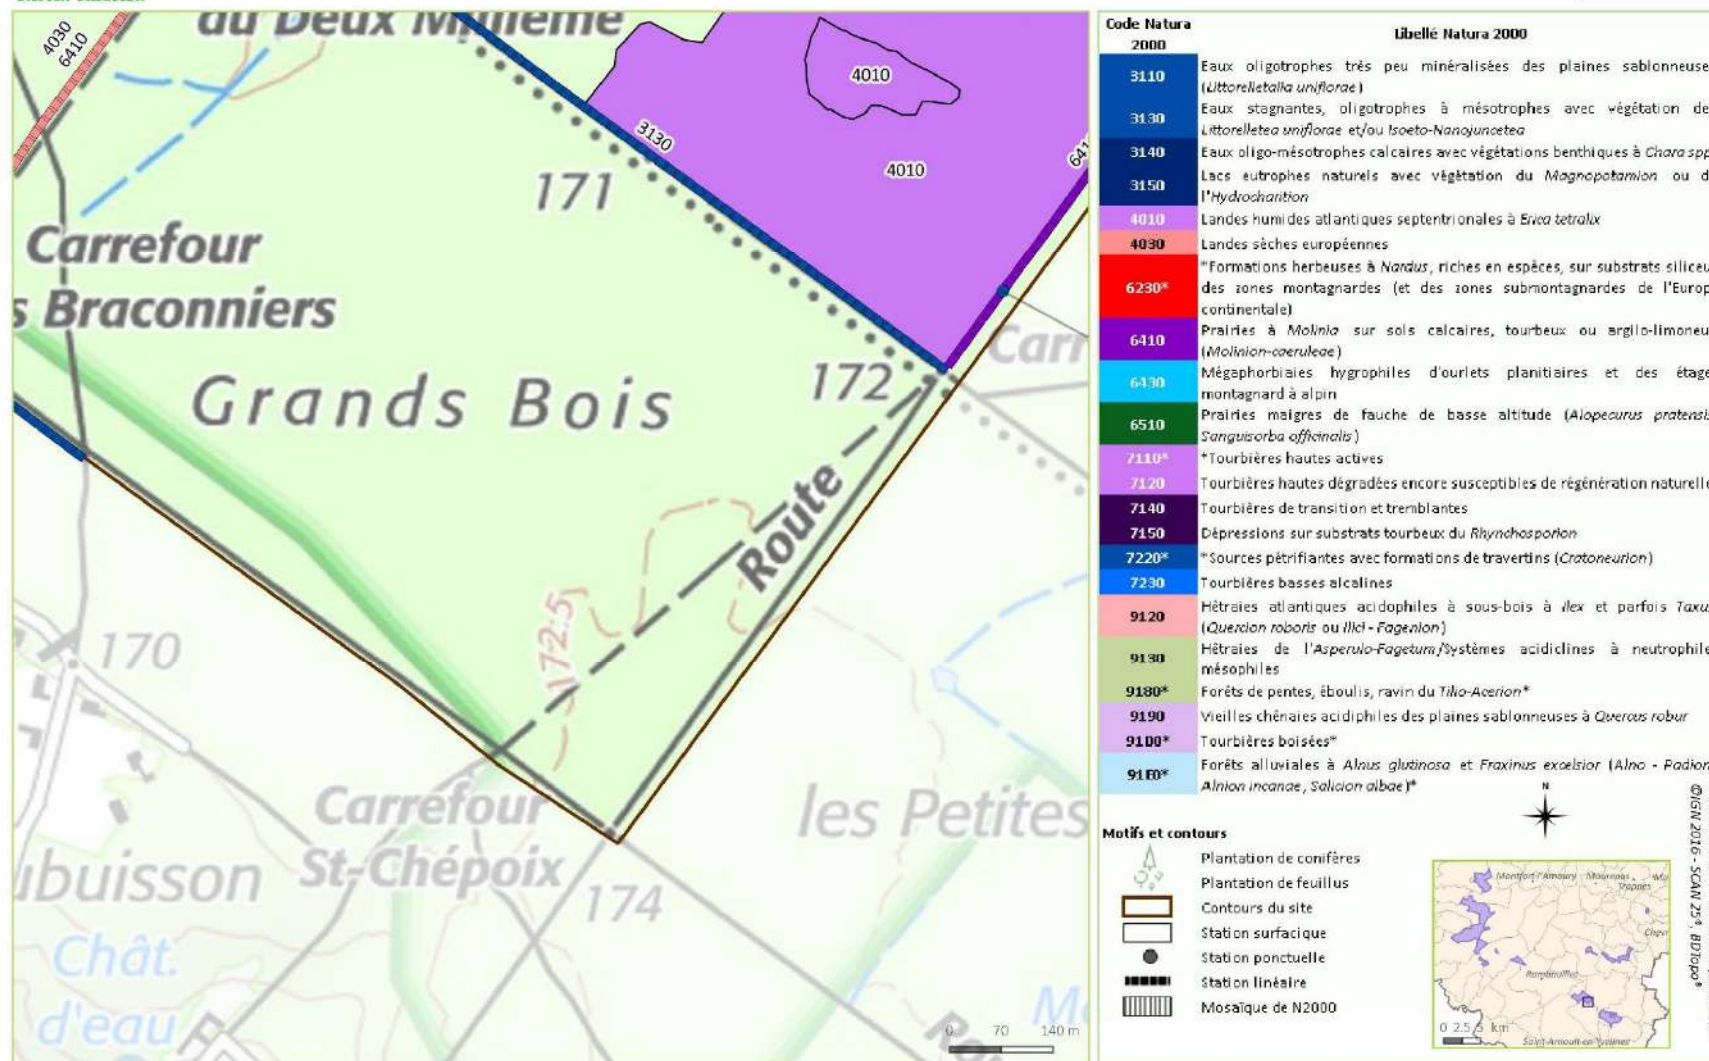 du Deux Millième
4030
6410
4010
3130
4010
171
Carrefour
s Braconniers
172
Carr
Grands Bois
Route
172.5
170
Carrefour
St-Chépoix
les Petites
ubuisson
174
Chât.
d'eau
0 70 140 m
Code Natura
2000
Libellé Natura 2000
3110 Eaux oligotrophes très peu minéralisées des plaines sablonneuse
(Littorelletalia uniflorae)
3130 Eaux stagnantes, oligotrophes à mésotrophes avec végétation de
Littorelletea uniflorae et/ou Isoeto-Nanojuncetea
3140 Eaux oligo-mésotrophes calcaires avec végétations benthiques à Chara spp
3150 Lacs eutrophes naturels avec végétation du Magnopotamion ou d
l'Hydrocharition
4010 Landes humides atlantiques septentrionales à Erica tetralix
4030 Landes sèches européennes
6230* *Formations herbeuses à Nardus, riches en espèces, sur substrats siliceu
des zones montagnardes (et des zones submontagnardes de l'Europ
continentale)
6410 Prairies à Molinia sur sols calcaires, tourbeux ou argilo-limoneu
(Molinion-caeruleae)
6430 Mégaphorbiaies hygrophiles d'ourlets planitiaires et des étage
montagnard à alpin
6510 Prairies maigres de fauche de basse altitude (Alopecurus pratensis
Sanguisorba officinalis)
7110* *Tourbières hautes actives
7120 Tourbières hautes dégradées encore susceptibles de régénération naturelle
7140 Tourbières de transition et tremblantes
7150 Dépressions sur substrats tourbeux du Rhynchosporion
7220* *Sources pétrifiantes avec formations de travertins (Cratoneurion)
7230 Tourbières basses alcalines
9120 Hêtraies atlantiques acidophiles à sous-bois à Ilex et parfois Taxus
(Quercion roboris ou Ilici - Fagenion)
9130 Hêtraies de l'Asperulo-Fagetum/Systèmes acidiclines à neutrophile
mésophiles
9180* Forêts de pentes, éboulis, ravin du Tilio-Acerion*
9190 Vieilles chênaies acidiphiles des plaines sablonneuses à Quercus robur
91D0* Tourbières boisées*
91E0* Forêts alluviales à Alnus glutinosa et Fraxinus excelsior (Alno - Padion
Alnion incanae, Salicion albae)*
N
Motifs et contours
Plantation de conifères
Plantation de feuillus
Contours du site
Station surfacique
Station ponctuelle
Station linéaire
Mosaïque de N2000
Montfort-l'Amaury
Maurepas
Trappes
Rambouillet
Saint-Arnoult-en-Yvelines
0 2.5 5 km
©IGN 2016 - SCAN 25®, BDTopo®